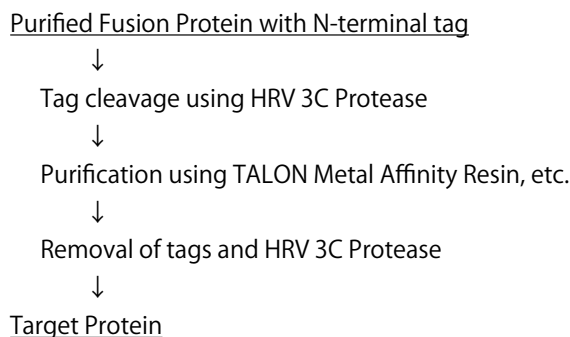 Purified Fusion Protein with N-terminal tag
↓
Tag cleavage using HRV 3C Protease
↓
Purification using TALON Metal Affinity Resin, etc.
↓
Removal of tags and HRV 3C Protease
↓
Target Protein